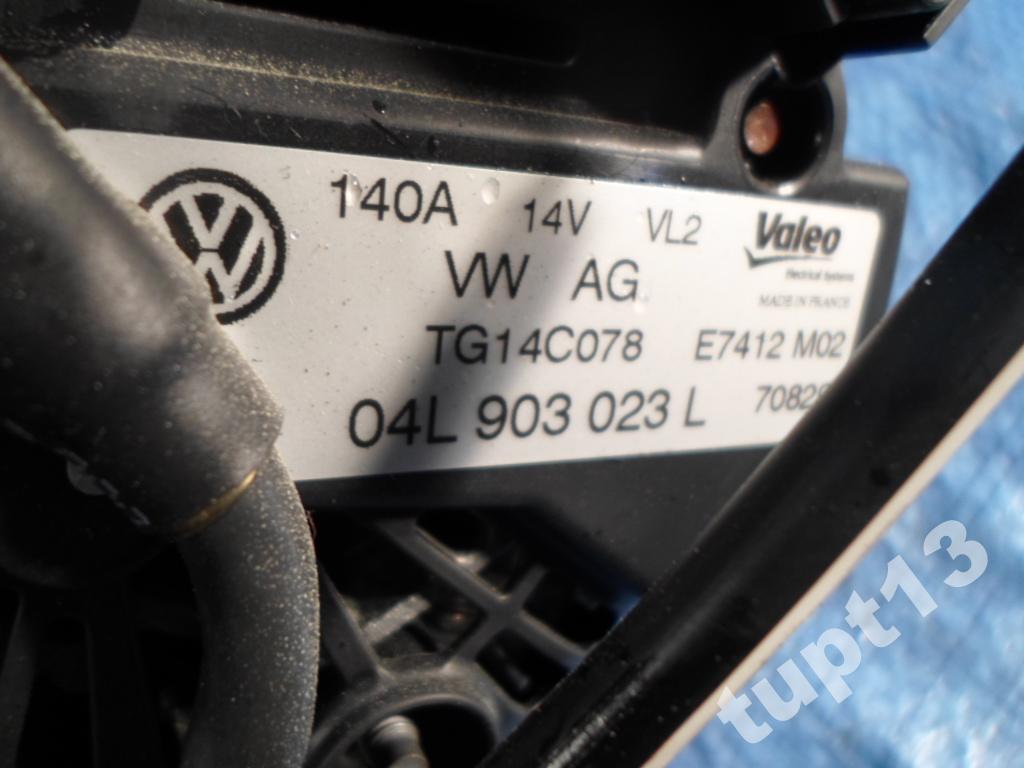 140A 14V VL2 Valeo
Electrical Systems
VW AG
MADE IN FRANCE
TG14C078 E7412 M02
04L 903 023 L
tupt13